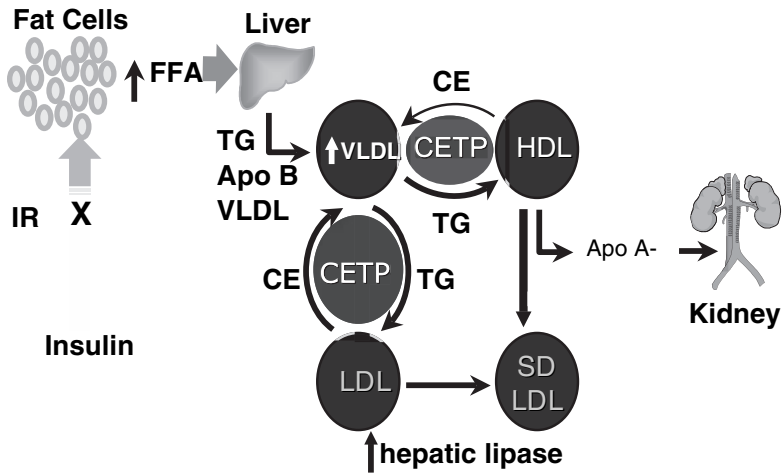 Fat Cells
Liver
FFA
CE
TG
Apo B
VLDL
VLDL
CETP
HDL
IR
X
TG
Apo A-
CE
CETP
TG
Kidney
Insulin
LDL
SD
LDL
hepatic lipase